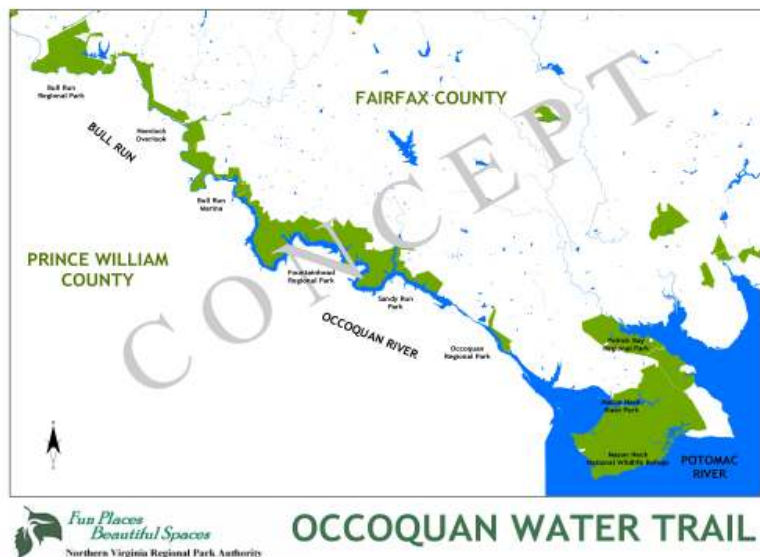 Bull Run
Regional Park
FAIRFAX COUNTY
Hemlock
Overlook
BULL RUN
Bull Run
Marina
CONCEPT
PRINCE WILLIAM
COUNTY
Fountainhead
Regional Park
Sandy Run
Park
OCCOQUAN RIVER
Occoquan
Regional Park
Pohick Bay
Regional Park
Mason Neck
State Park
Mason Neck
National Wildlife Refuge
POTOMAC
RIVER
Fun Places
Beautiful Spaces
Northern Virginia Regional Park Authority
OCCOQUAN WATER TRAIL